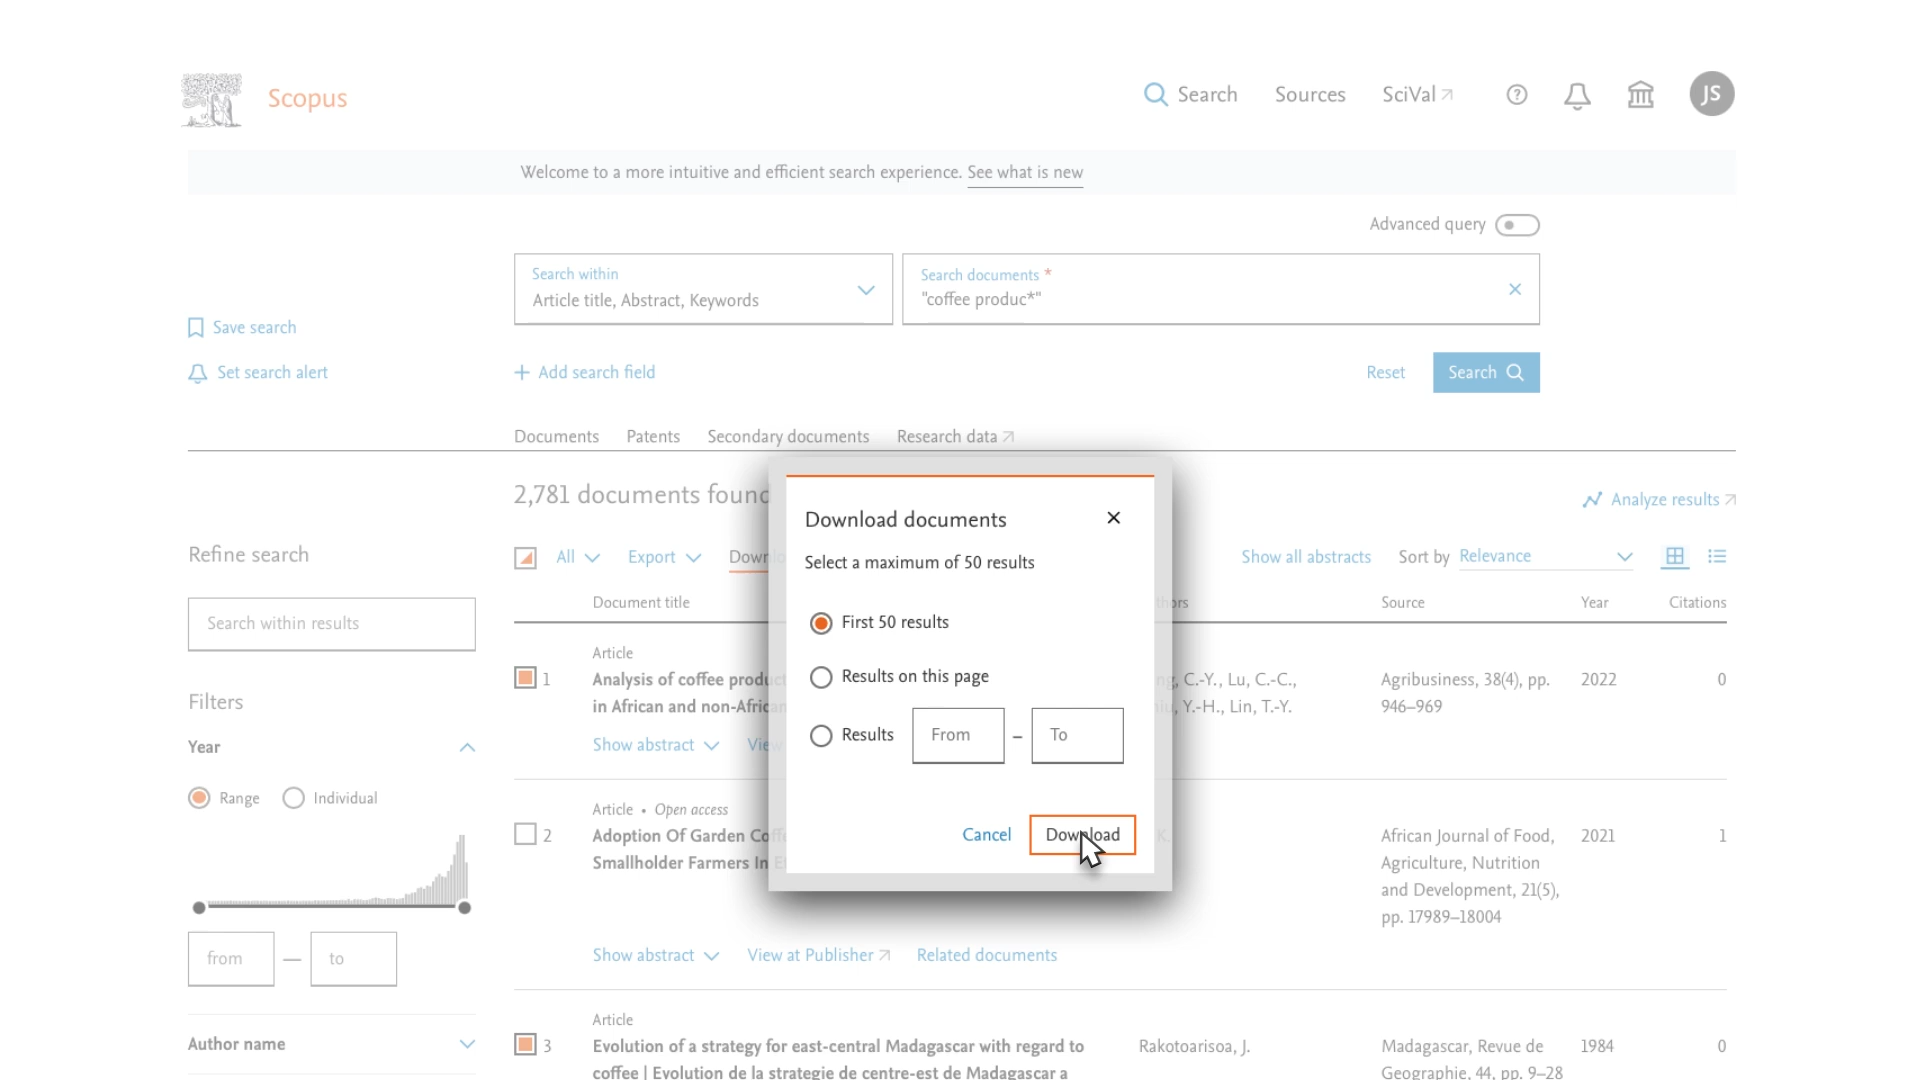 Scopus
Search
Sources
SciVal
JS
Welcome to a more intuitive and efficient search experience. See what is new
Advanced query
Search within
Article title, Abstract, Keywords
Search documents *
"coffee produc*"
Save search
Set search alert
+ Add search field
Reset
Search
Documents Patents Secondary documents Research data
2,781 documents found
Analyze results
Refine search
Search within results
Filters
Year
Range
Individual
from — to
Author name
All
Export
Show all abstracts
Sort by Relevance
Document title
Source
Year
Citations
Article
1
Analysis of coffee
in African and
C.-Y., Lu, C.-C.,
Y.-H., Lin, T.-Y.
Agribusiness, 38(4), pp.
946–969
2022
0
Show abstract
Article • Open access
2
Adoption Of Garden
Smallholder Farmers In
African Journal of Food,
Agriculture, Nutrition
and Development, 21(5),
pp. 17989–18004
2021
1
Show abstract
View at Publisher
Related documents
Article
3
Evolution of a strategy for east-central Madagascar with regard to
coffee | Evolution de la strategie de centre-est de Madagascar a
Rakotoarisoa, J.
Madagascar, Revue de
Geographie, 44, pp. 9–28
1984
0
Download documents
Select a maximum of 50 results
First 50 results
Results on this page
Results From – To
Cancel
Download